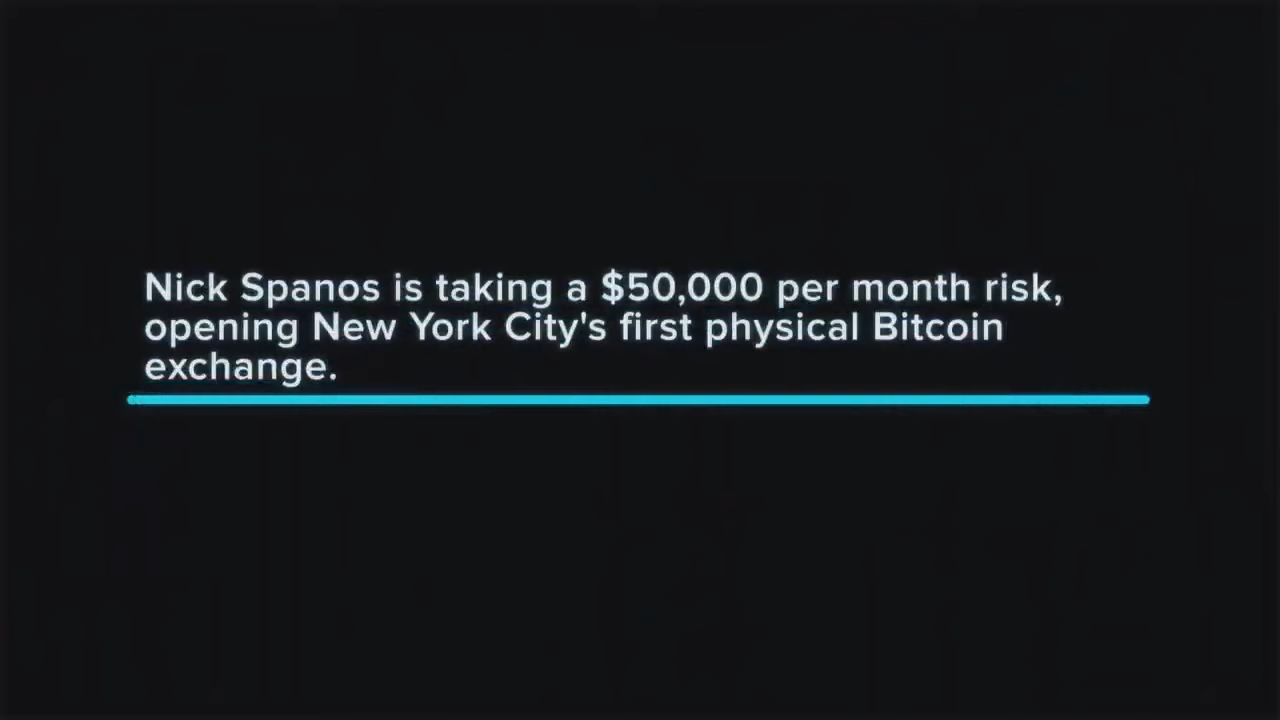 Nick Spanos is taking a $50,000 per month risk,
opening New York City's first physical Bitcoin
exchange.